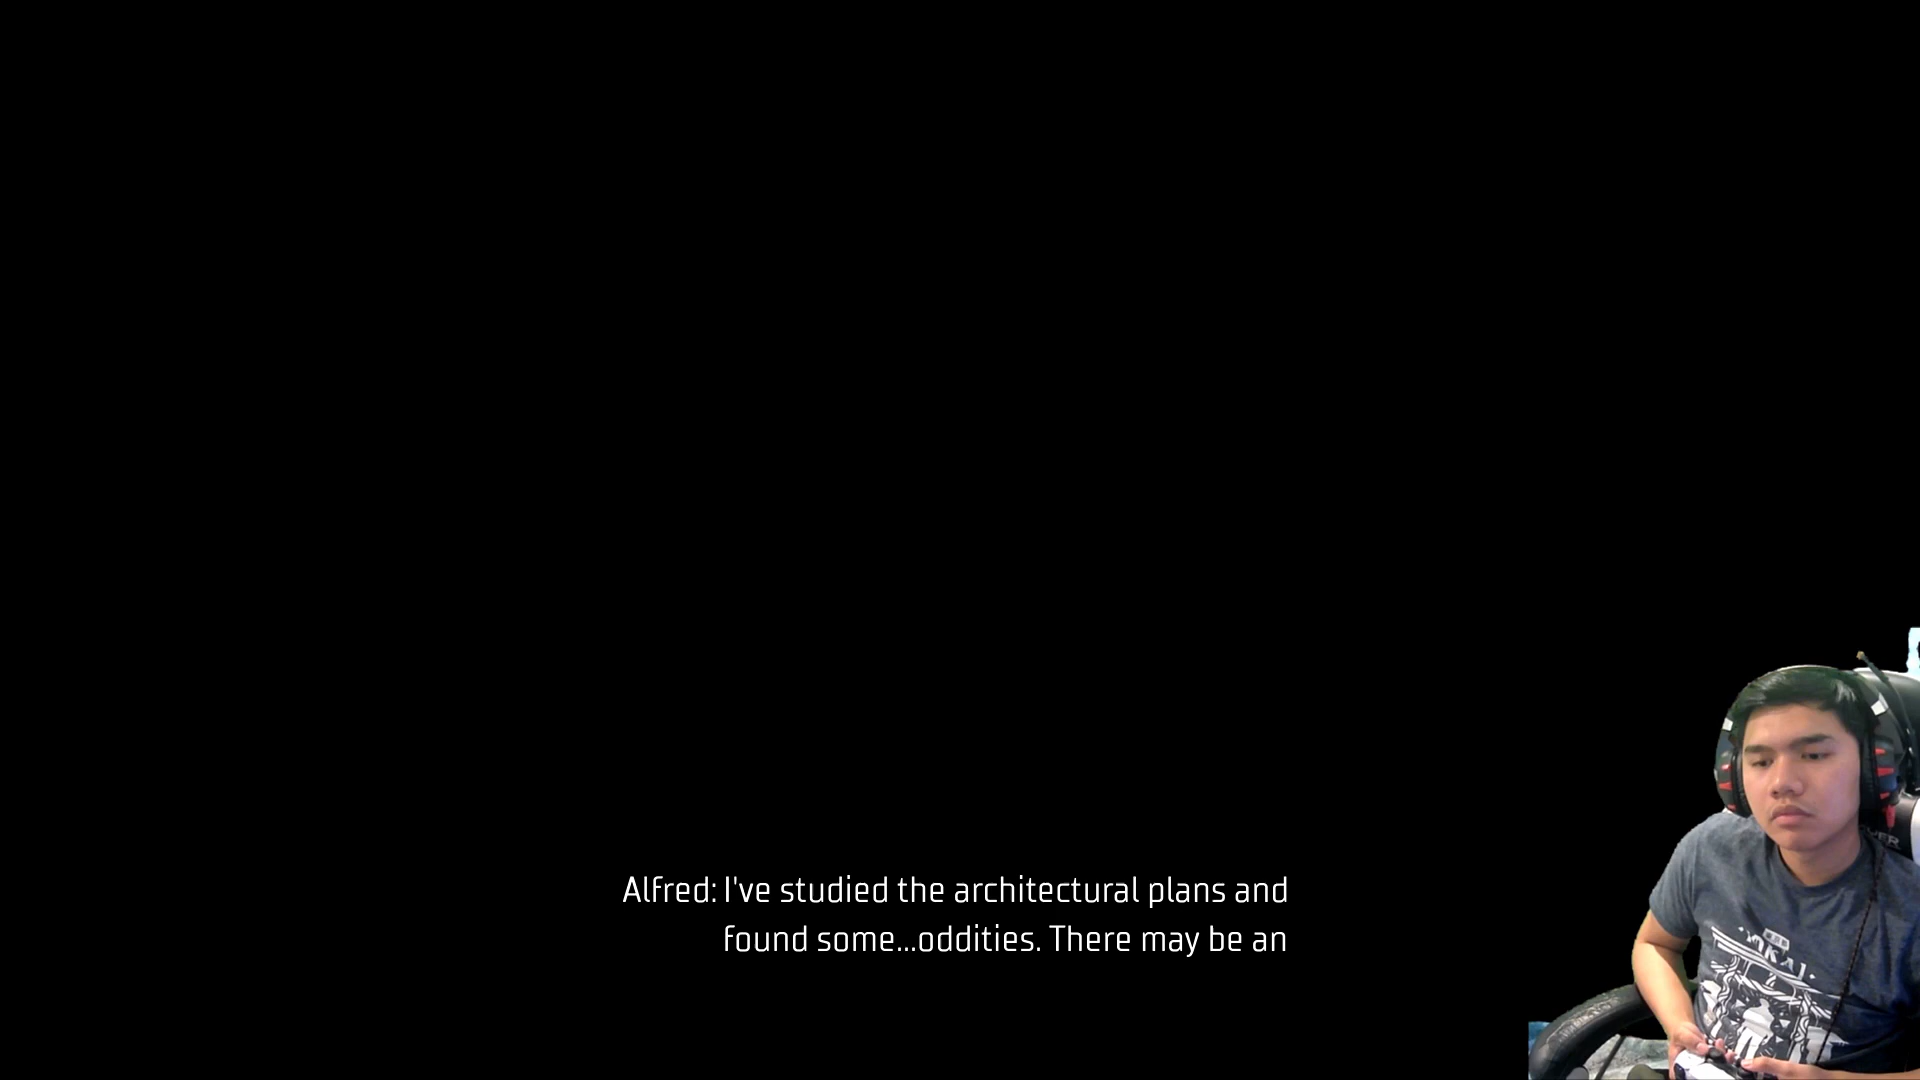 Alfred: I've studied the architectural plans and
found some...oddities. There may be an